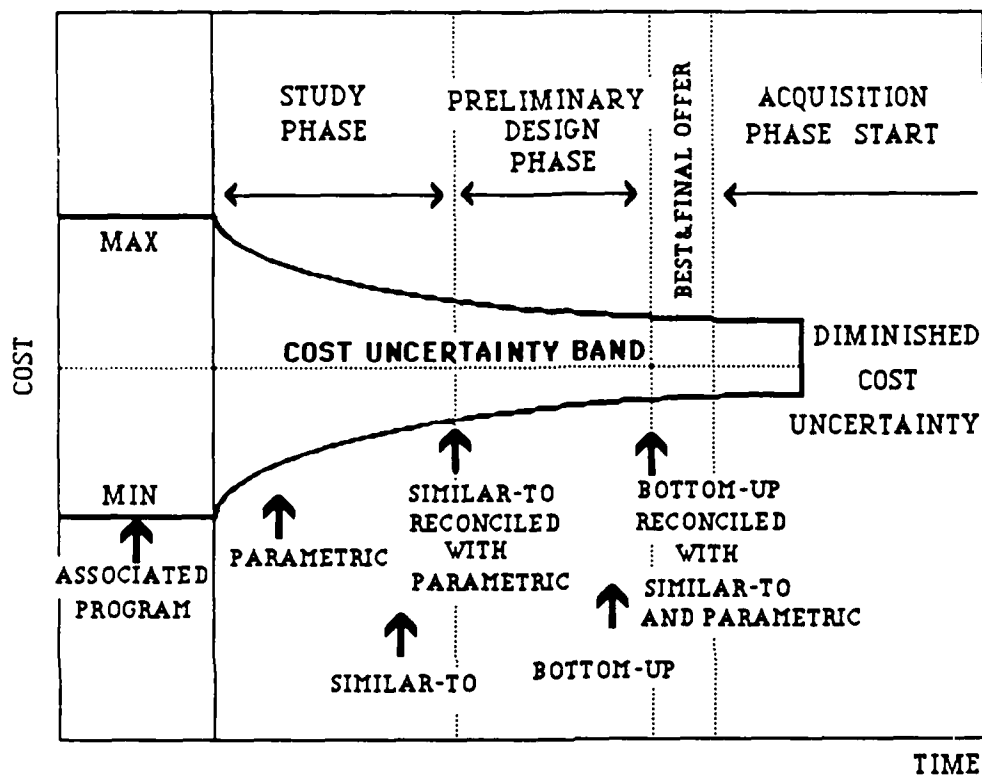 STUDY
PHASE
PRELIMINARY
DESIGN
PHASE
BEST&FINAL OFFER
ACQUISITION
PHASE START
MAX
COST UNCERTAINTY BAND
DIMINISHED
COST
UNCERTAINTY
COST
MIN
ASSOCIATED
PROGRAM
PARAMETRIC
SIMILAR-TO
RECONCILED
WITH
PARAMETRIC
BOTTOM-UP
RECONCILED
WITH
SIMILAR-TO
AND PARAMETRIC
SIMILAR-TO
BOTTOM-UP
TIME